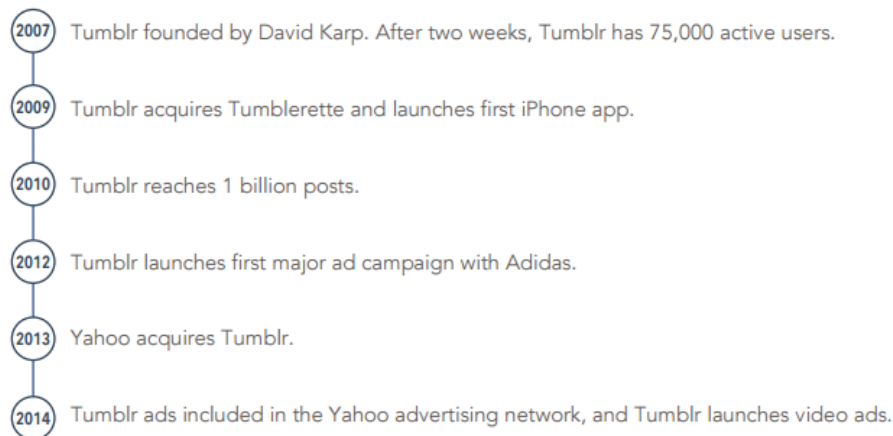 2007 Tumblr founded by David Karp. After two weeks, Tumblr has 75,000 active users.
2009 Tumblr acquires Tumblerette and launches first iPhone app.
2010 Tumblr reaches 1 billion posts.
2012 Tumblr launches first major ad campaign with Adidas.
2013 Yahoo acquires Tumblr.
2014 Tumblr ads included in the Yahoo advertising network, and Tumblr launches video ads.